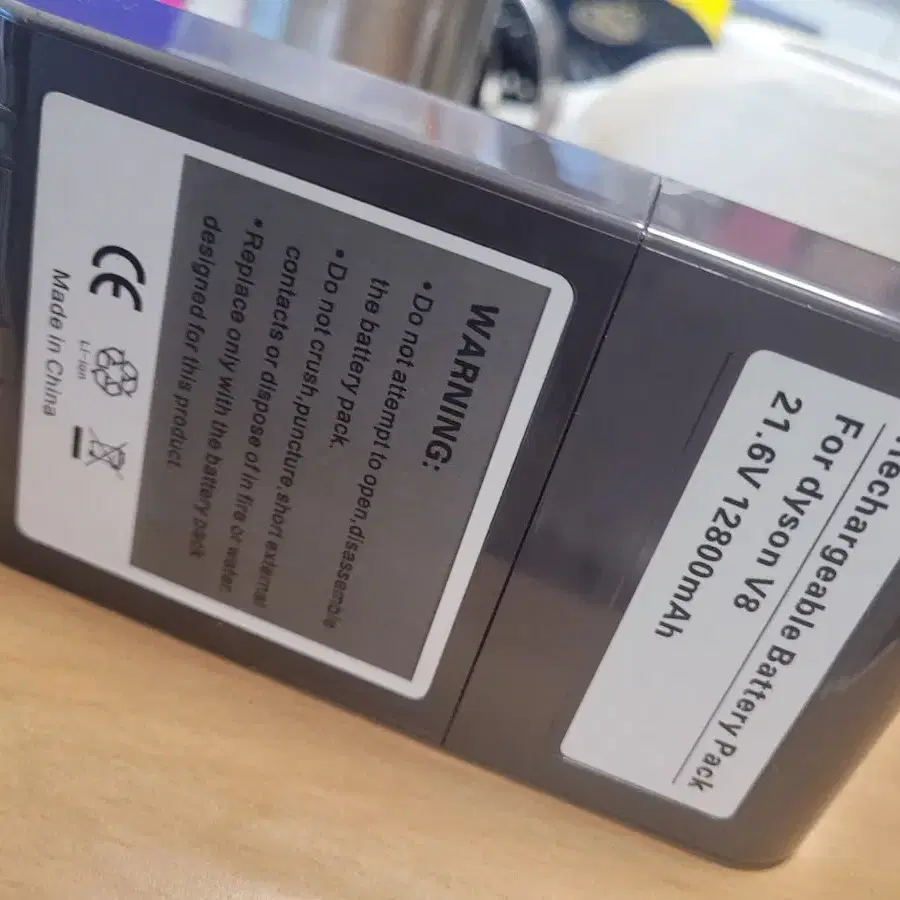 Rechargeable Battery Pack
For dyson V8
21.6V 12800mAh
WARNING:
• Do not attempt to open,disassemble
the battery pack.
• Do not crush,puncture,short external
contacts or dispose of in fire or water.
• Replace only with the battery pack
designed for this product.
CE
Li-ion
Made in China